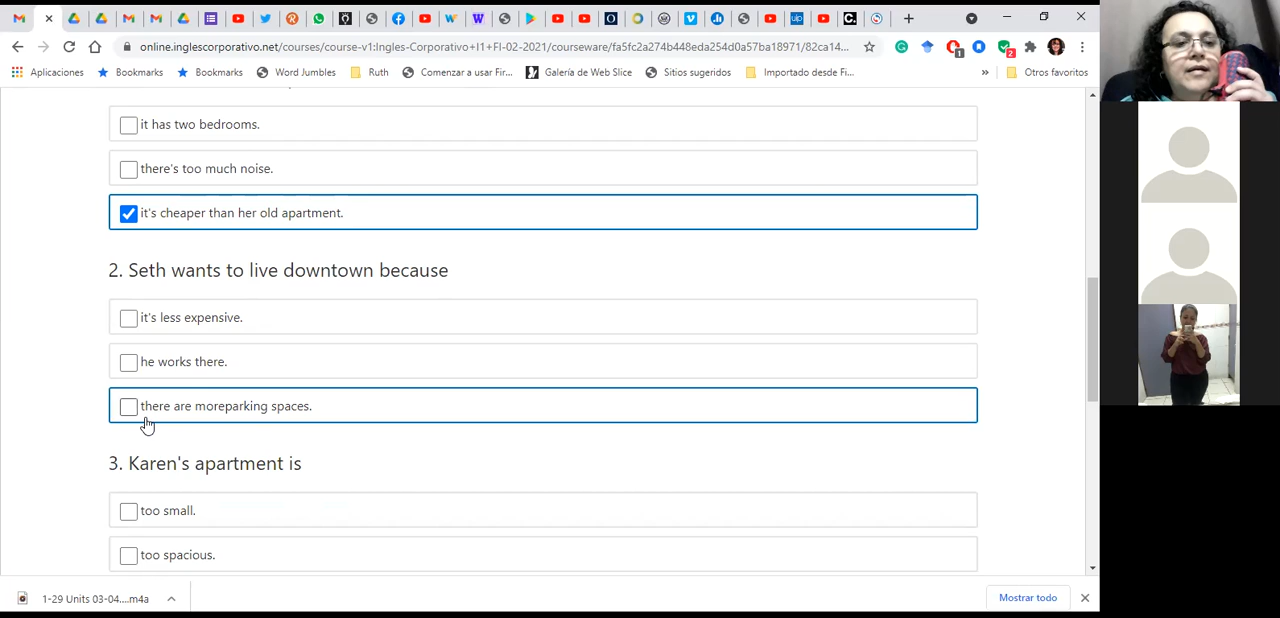 online.inglescorporativo.net/courses/course-v1:Ingles-Corporativo+I1+FI-02-2021/courseware/fa5fc2a274b448eda254d0a57ba18971/82ca14...
Aplicaciones Bookmarks Bookmarks Word Jumbles Ruth Comenzar a usar Fir... Galería de Web Slice Sitios sugeridos Importado desde Fi... » Otros favoritos
it has two bedrooms.
there's too much noise.
it's cheaper than her old apartment.
2. Seth wants to live downtown because
it's less expensive.
he works there.
there are moreparking spaces.
3. Karen's apartment is
too small.
too spacious.
1-29 Units 03-04....m4a
Mostrar todo